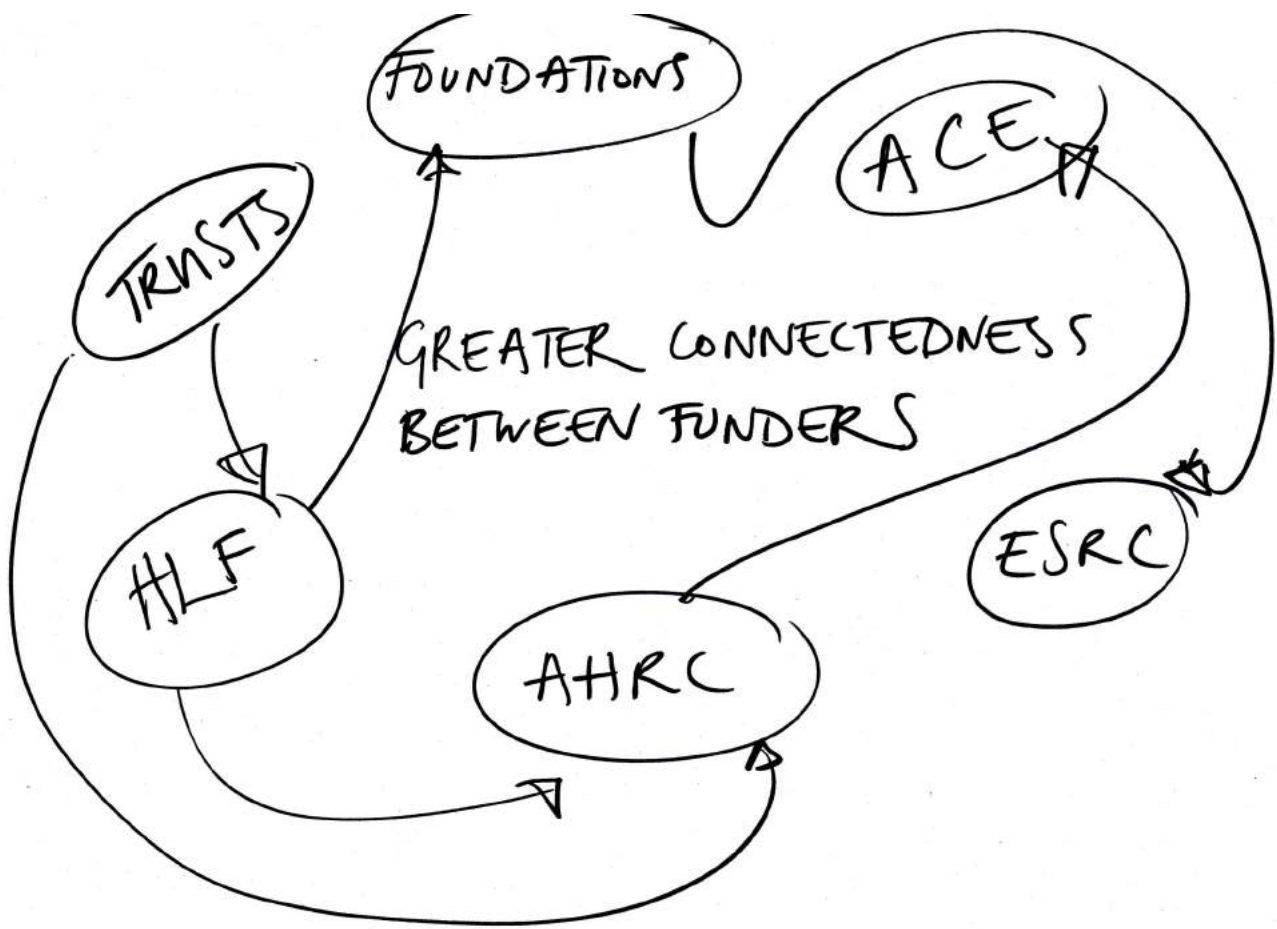 FOUNDATIONS
ACE
TRUSTS
GREATER CONNECTEDNESS
BETWEEN FUNDERS
HLF
ESRC
AHRC